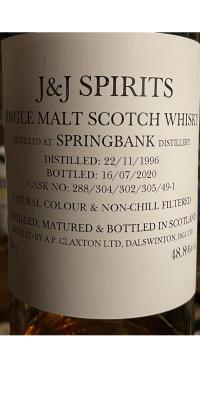 J&J SPIRITS
SINGLE MALT SCOTCH WHISKY
DISTILLED AT SPRINGBANK DISTILLERY
DISTILLED: 22/11/1996
BOTTLED: 16/07/2020
CASK NO: 288/304/302/305/49-1
NATURAL COLOUR & NON-CHILL FILTERED
DISTILLED, MATURED & BOTTLED IN SCOTLAND
BOTTLED BY A.P. CLAXTON LTD, DALSWINTON, DG1
48.8%